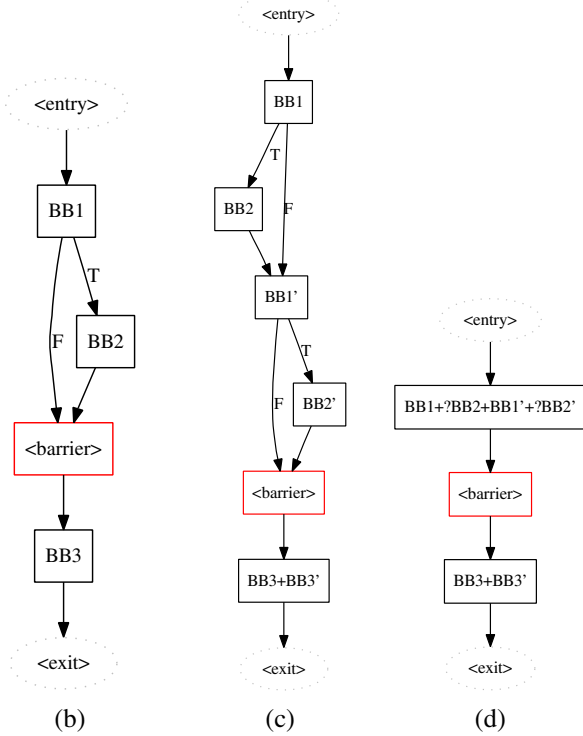 <entry>
BB1
T
F
BB2
<barrier>
BB3
<exit>
(b)
<entry>
BB1
T
BB2
F
BB1’
T
F
BB2’
<barrier>
BB3+BB3’
<exit>
(c)
<entry>
BB1+?BB2+BB1’+?BB2’
<barrier>
BB3+BB3’
<exit>
(d)